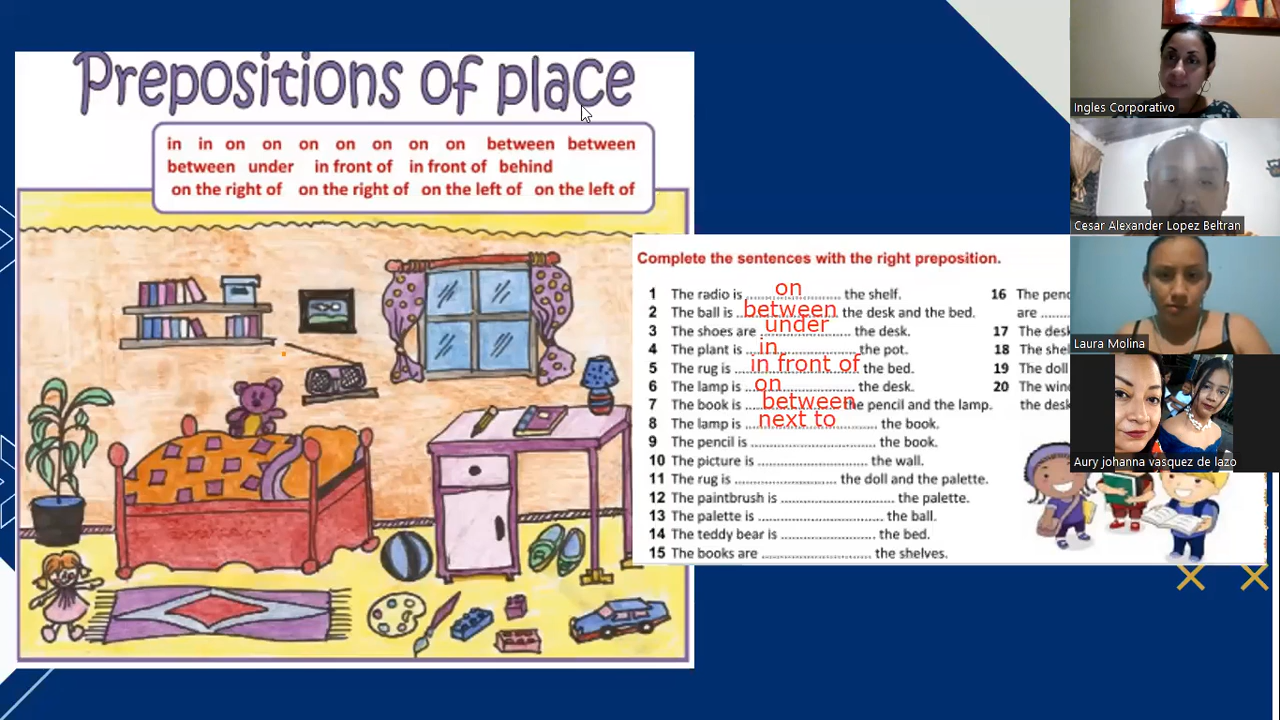 Prepositions of place
in in on on on on on on on between between
between under in front of in front of behind
on the right of on the right of on the left of on the left of
Complete the sentences with the right preposition.
1 The radio is ........on........ the shelf.
2 The ball is ........between........ the desk and the bed.
3 The shoes are ........under........ the desk.
4 The plant is ........in........ the pot.
5 The rug is ........in front of........ the bed.
6 The lamp is ........on........ the desk.
7 The book is ........between........ the pencil and the lamp.
8 The lamp is ........next to........ the book.
9 The pencil is ................ the book.
10 The picture is ................ the wall.
11 The rug is ................ the doll and the palette.
12 The paintbrush is ................ the palette.
13 The palette is ................ the ball.
14 The teddy bear is ................ the bed.
15 The books are ................ the shelves.
16 The penc
are ........
17 The desk
18 The shel
19 The doll
20 The wind
the desk
Ingles Corporativo
Cesar Alexander Lopez Beltran
Laura Molina
Aury johanna vasquez de lazo